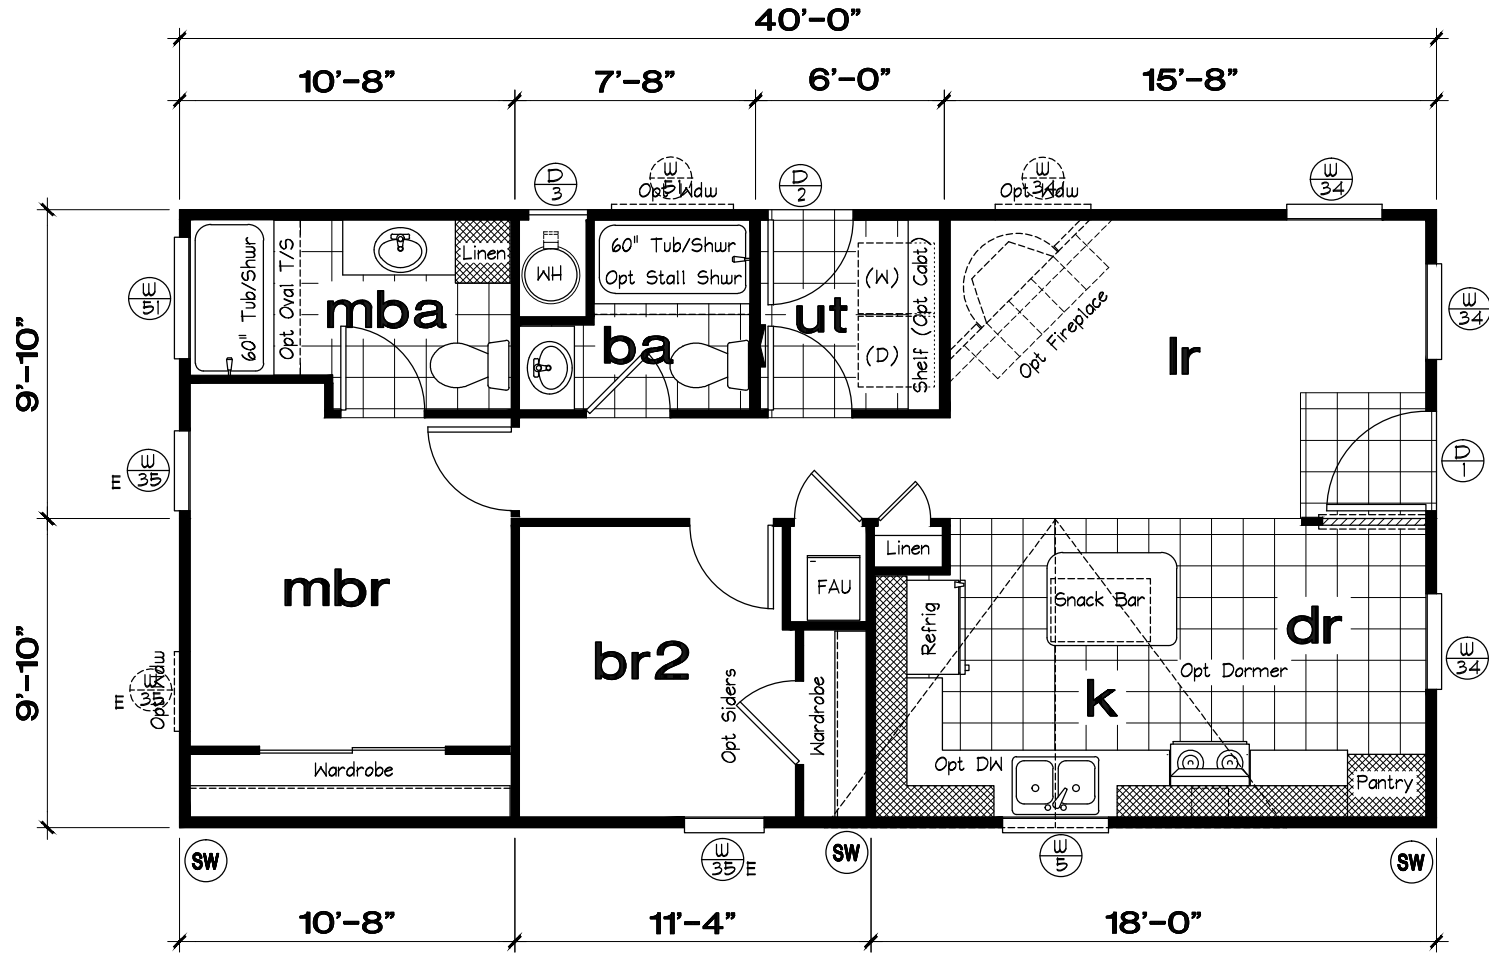 40'-0"
10'-8"
7'-8"
6'-0"
15'-8"
D
3
W
51
Opt Wdw
D
2
W
34
Opt Wdw
W
34
60" Tub/Shwr
Opt Oval T/S
Linen
mba
WH
60" Tub/Shwr
Opt Stall Shwr
ba
ut
(W)
(D)
Shelf (Opt Cabt)
Opt Fireplace
lr
W
51
W
34
9'-10"
E
W
35
D
1
mbr
br2
FAU
Linen
Refrig
Snack Bar
dr
Opt Dormer
k
W
34
9'-10"
E
W
35
Opt Wdw
Opt Siders
Wardrobe
Wardrobe
Opt DW
Pantry
SW
W
35
E
SW
W
5
SW
10'-8"
11'-4"
18'-0"